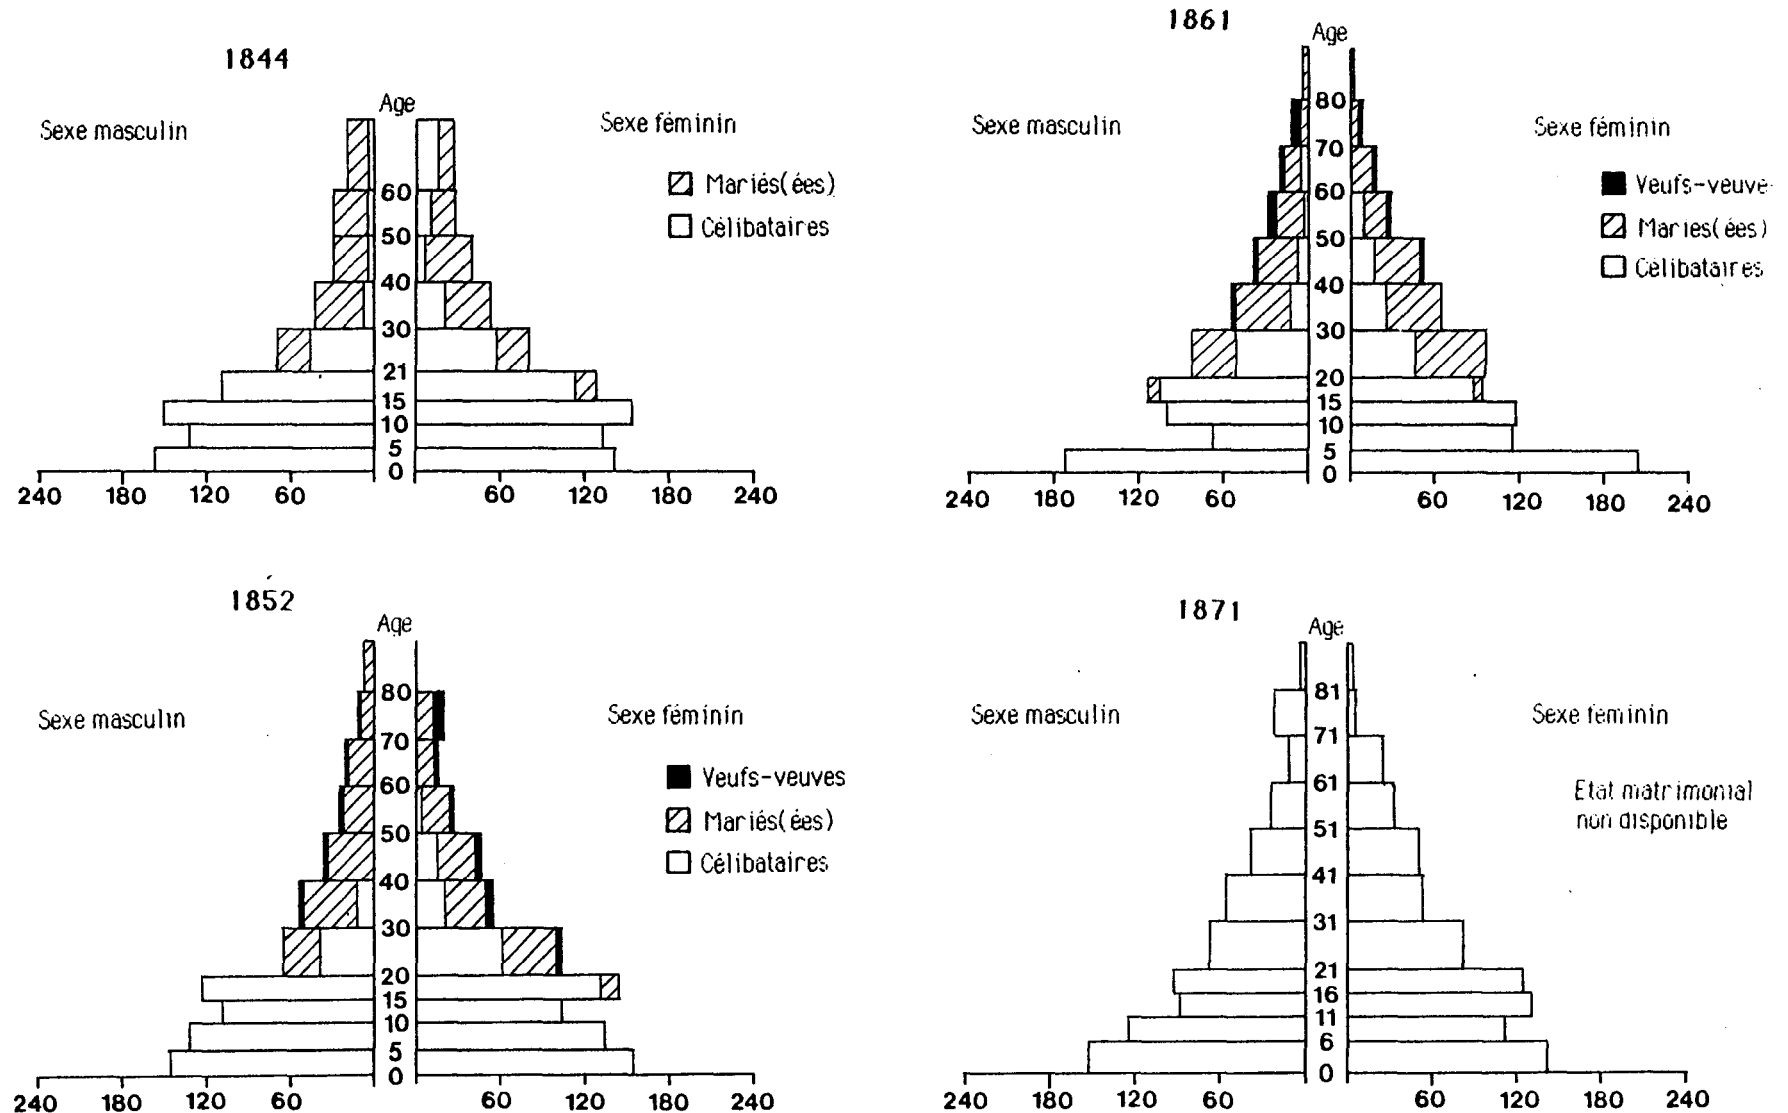 1844
Age
Sexe masculin
Sexe féminin
Mariés(ées)
Célibataires
60
50
40
30
21
15
10
5
0
240 180 120 60 60 120 180 240
1861
Age
Sexe masculin
Sexe féminin
Veufs-veuve
Mariés(ées)
Célibataires
80
70
60
50
40
30
20
15
10
5
0
240 180 120 60 60 120 180 240
1852
Age
Sexe masculin
Sexe féminin
Veufs-veuves
Mariés(ées)
Célibataires
80
70
60
50
40
30
20
15
10
5
0
240 180 120 60 60 120 180 240
1871
Age
Sexe masculin
Sexe féminin
Etat matrimonial
non disponible
81
71
61
51
41
31
21
16
11
6
0
240 180 120 60 60 120 180 240